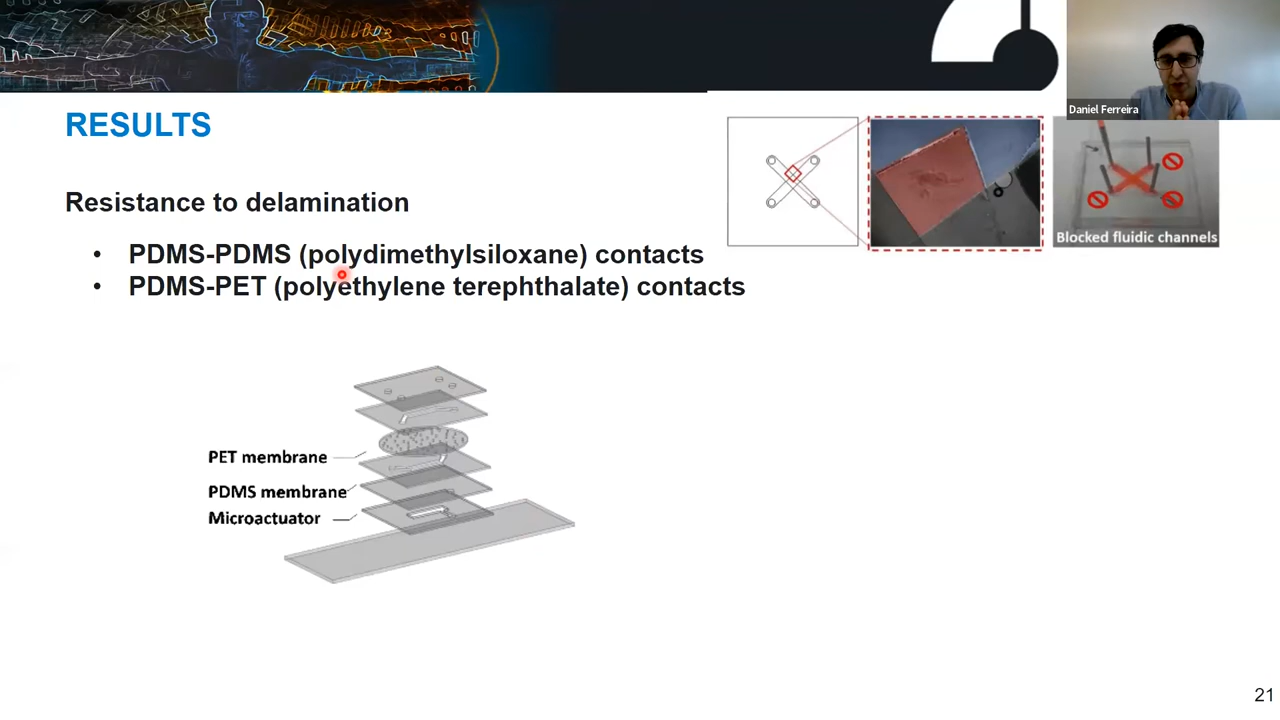 Daniel Ferreira
RESULTS
Resistance to delamination
• PDMS-PDMS (polydimethylsiloxane) contacts
• PDMS-PET (polyethylene terephthalate) contacts
Blocked fluidic channels
PET membrane
PDMS membrane
Microactuator
21